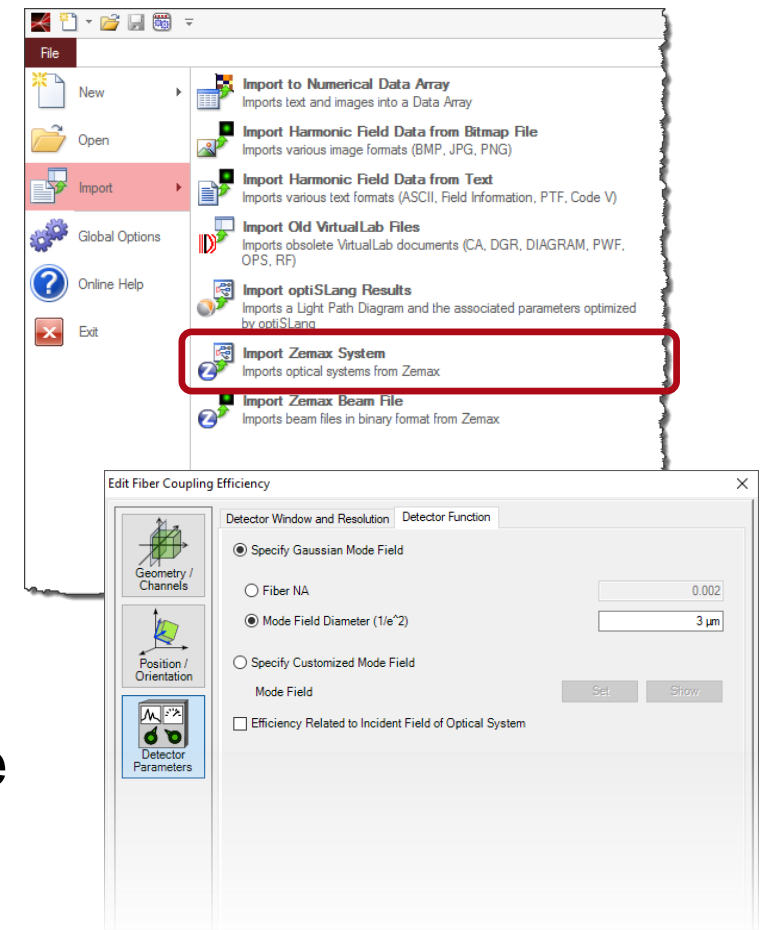 File
New
Open
Import
Global Options
Online Help
Exit
Import to Numerical Data Array
Imports text and images into a Data Array
Import Harmonic Field Data from Bitmap File
Imports various image formats (BMP, JPG, PNG)
Import Harmonic Field Data from Text
Imports various text formats (ASCII, Field Information, PTF, Code V)
Import Old VirtualLab Files
Imports obsolete VirtualLab documents (CA, DGR, DIAGRAM, PWF,
OPS, RF)
Import optiSLang Results
Imports a Light Path Diagram and the associated parameters optimized
by optiSLang
Import Zemax System
Imports optical systems from Zemax
Import Zemax Beam File
Imports beam files in binary format from Zemax
Edit Fiber Coupling Efficiency
Geometry /
Channels
Position /
Orientation
Detector
Parameters
Detector Window and Resolution Detector Function
Specify Gaussian Mode Field
Fiber NA 0.002
Mode Field Diameter (1/e^2) 3 µm
Specify Customized Mode Field
Mode Field Set Show
Efficiency Related to Incident Field of Optical System
e